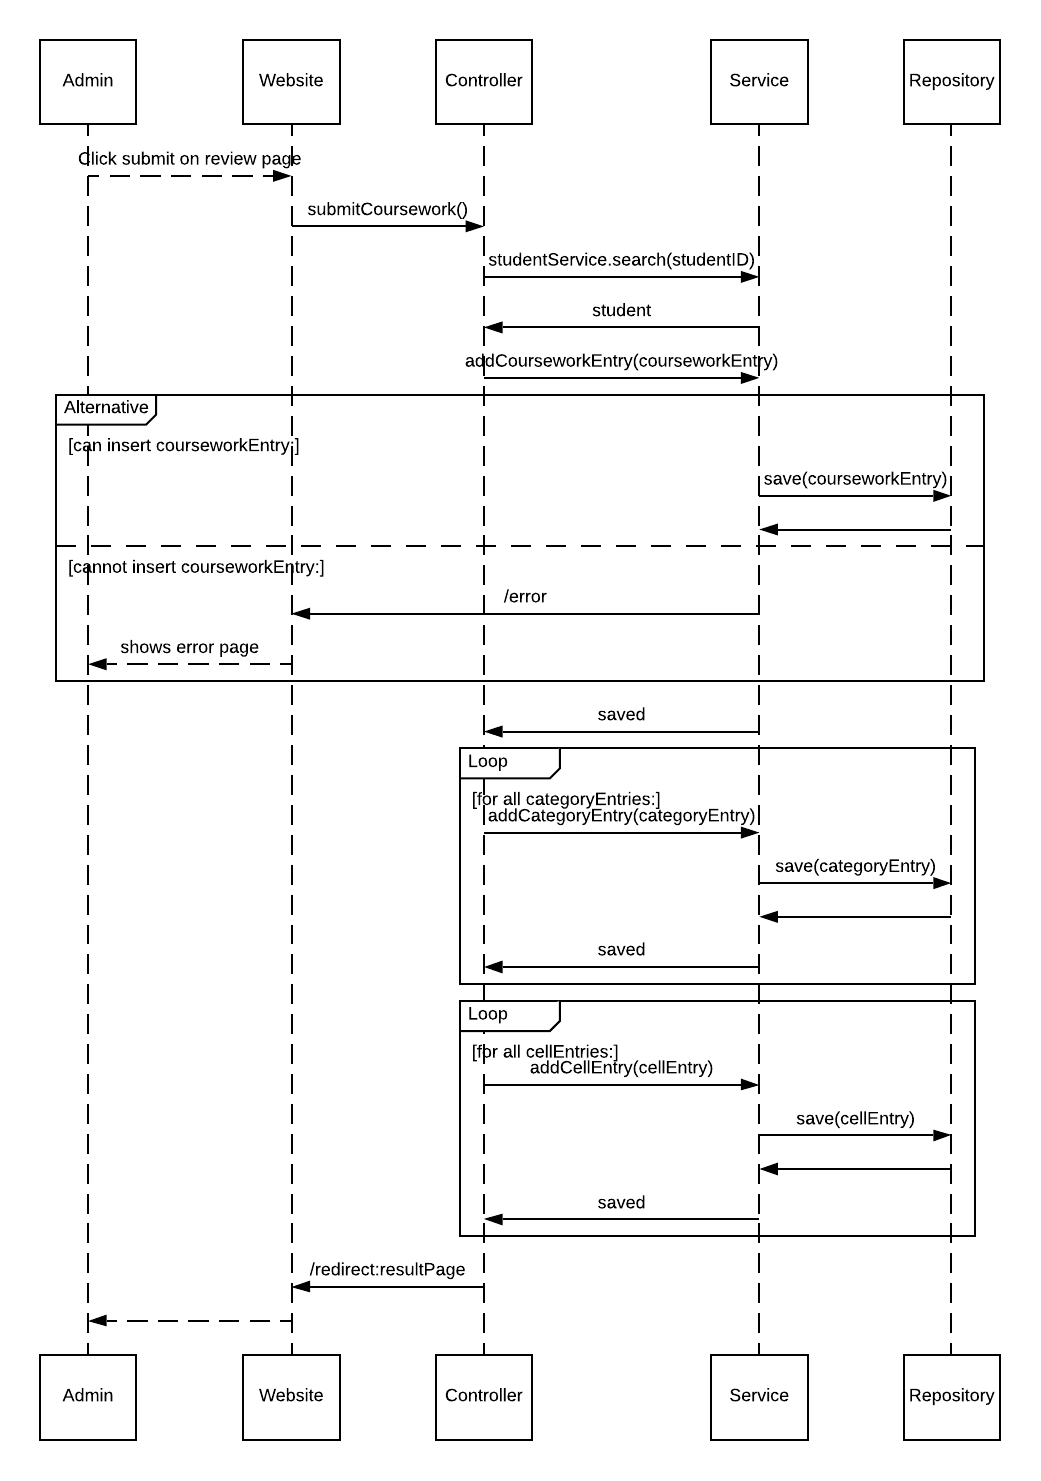 Admin
Website
Controller
Service
Repository
Click submit on review page
submitCoursework()
studentService.search(studentID)
student
addCourseworkEntry(courseworkEntry)
Alternative
[can insert courseworkEntry:]
save(courseworkEntry)
[cannot insert courseworkEntry:]
/error
shows error page
saved
Loop
[for all categoryEntries:]
addCategoryEntry(categoryEntry)
save(categoryEntry)
saved
Loop
[for all cellEntries:]
addCellEntry(cellEntry)
save(cellEntry)
saved
/redirect:resultPage
Admin
Website
Controller
Service
Repository